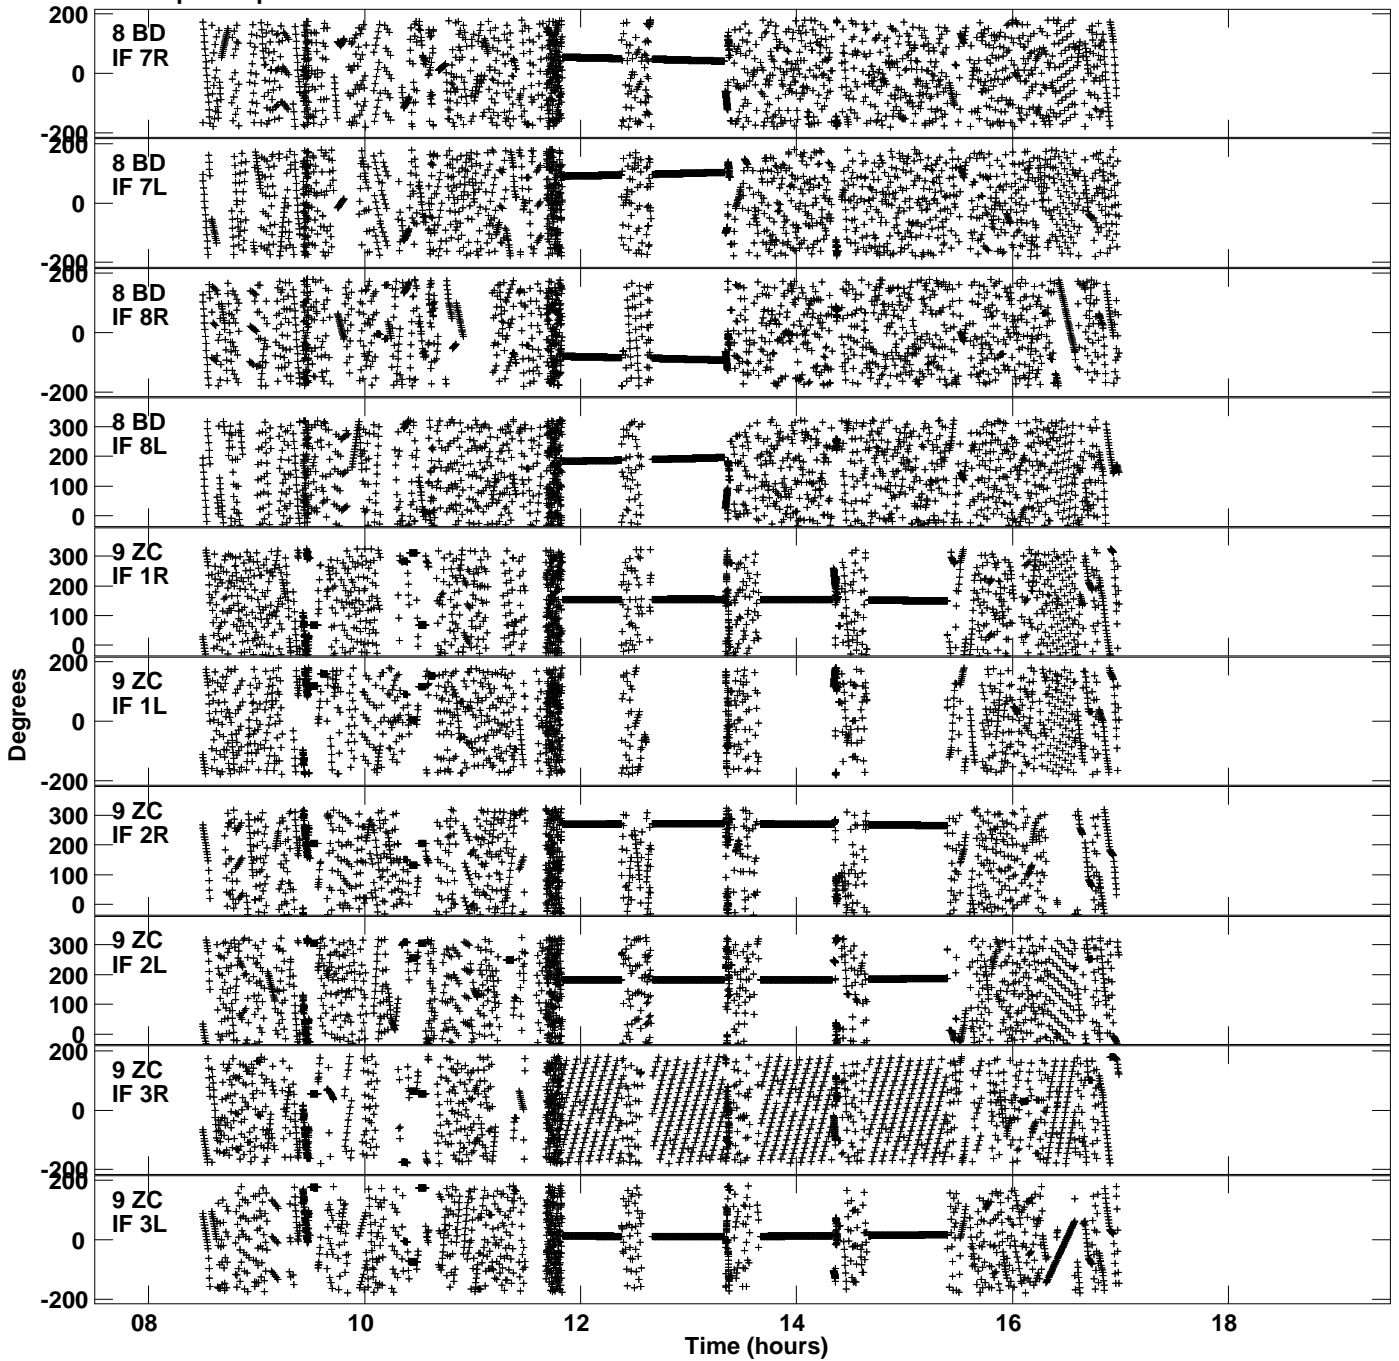 200
8 BD
IF 7R
0
-200
200
8 BD
IF 7L
0
-200
200
8 BD
IF 8R
0
-200
8 BD
IF 8L
300
200
100
0
9 ZC
IF 1R
300
200
100
0
200
9 ZC
IF 1L
0
-200
9 ZC
IF 2R
300
200
100
0
9 ZC
IF 2L
300
200
100
0
200
9 ZC
IF 3R
0
-200
200
9 ZC
IF 3L
0
-200
Degrees
08 10 12 14 16 18
Time (hours)